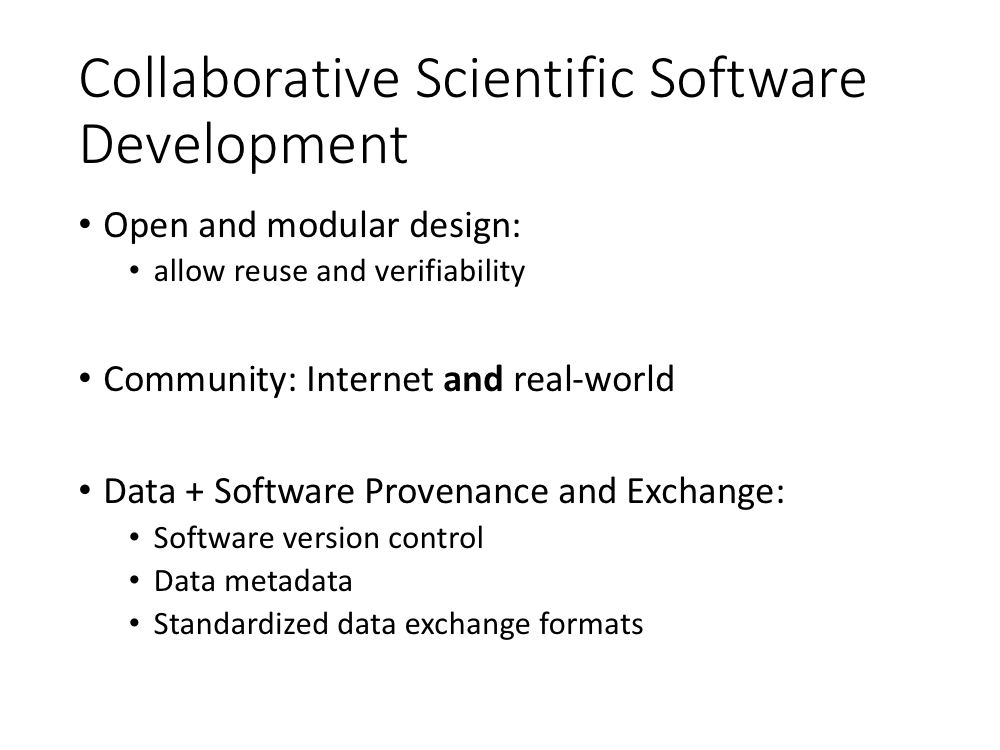 Collaborative Scientific Software
Development
• Open and modular design:
• allow reuse and verifiability
• Community: Internet and real-world
• Data + Software Provenance and Exchange:
• Software version control
• Data metadata
• Standardized data exchange formats